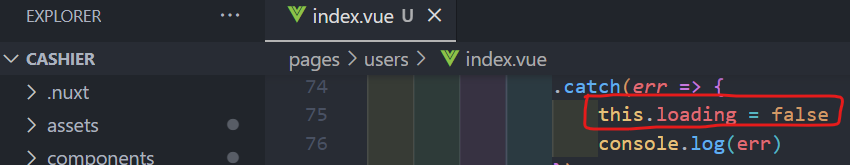 EXPLORER ... index.vue U ×
CASHIER pages > users > index.vue
> .nuxt 74 .catch(err => {
> assets 75 this.loading = false
> components 76 console.log(err)